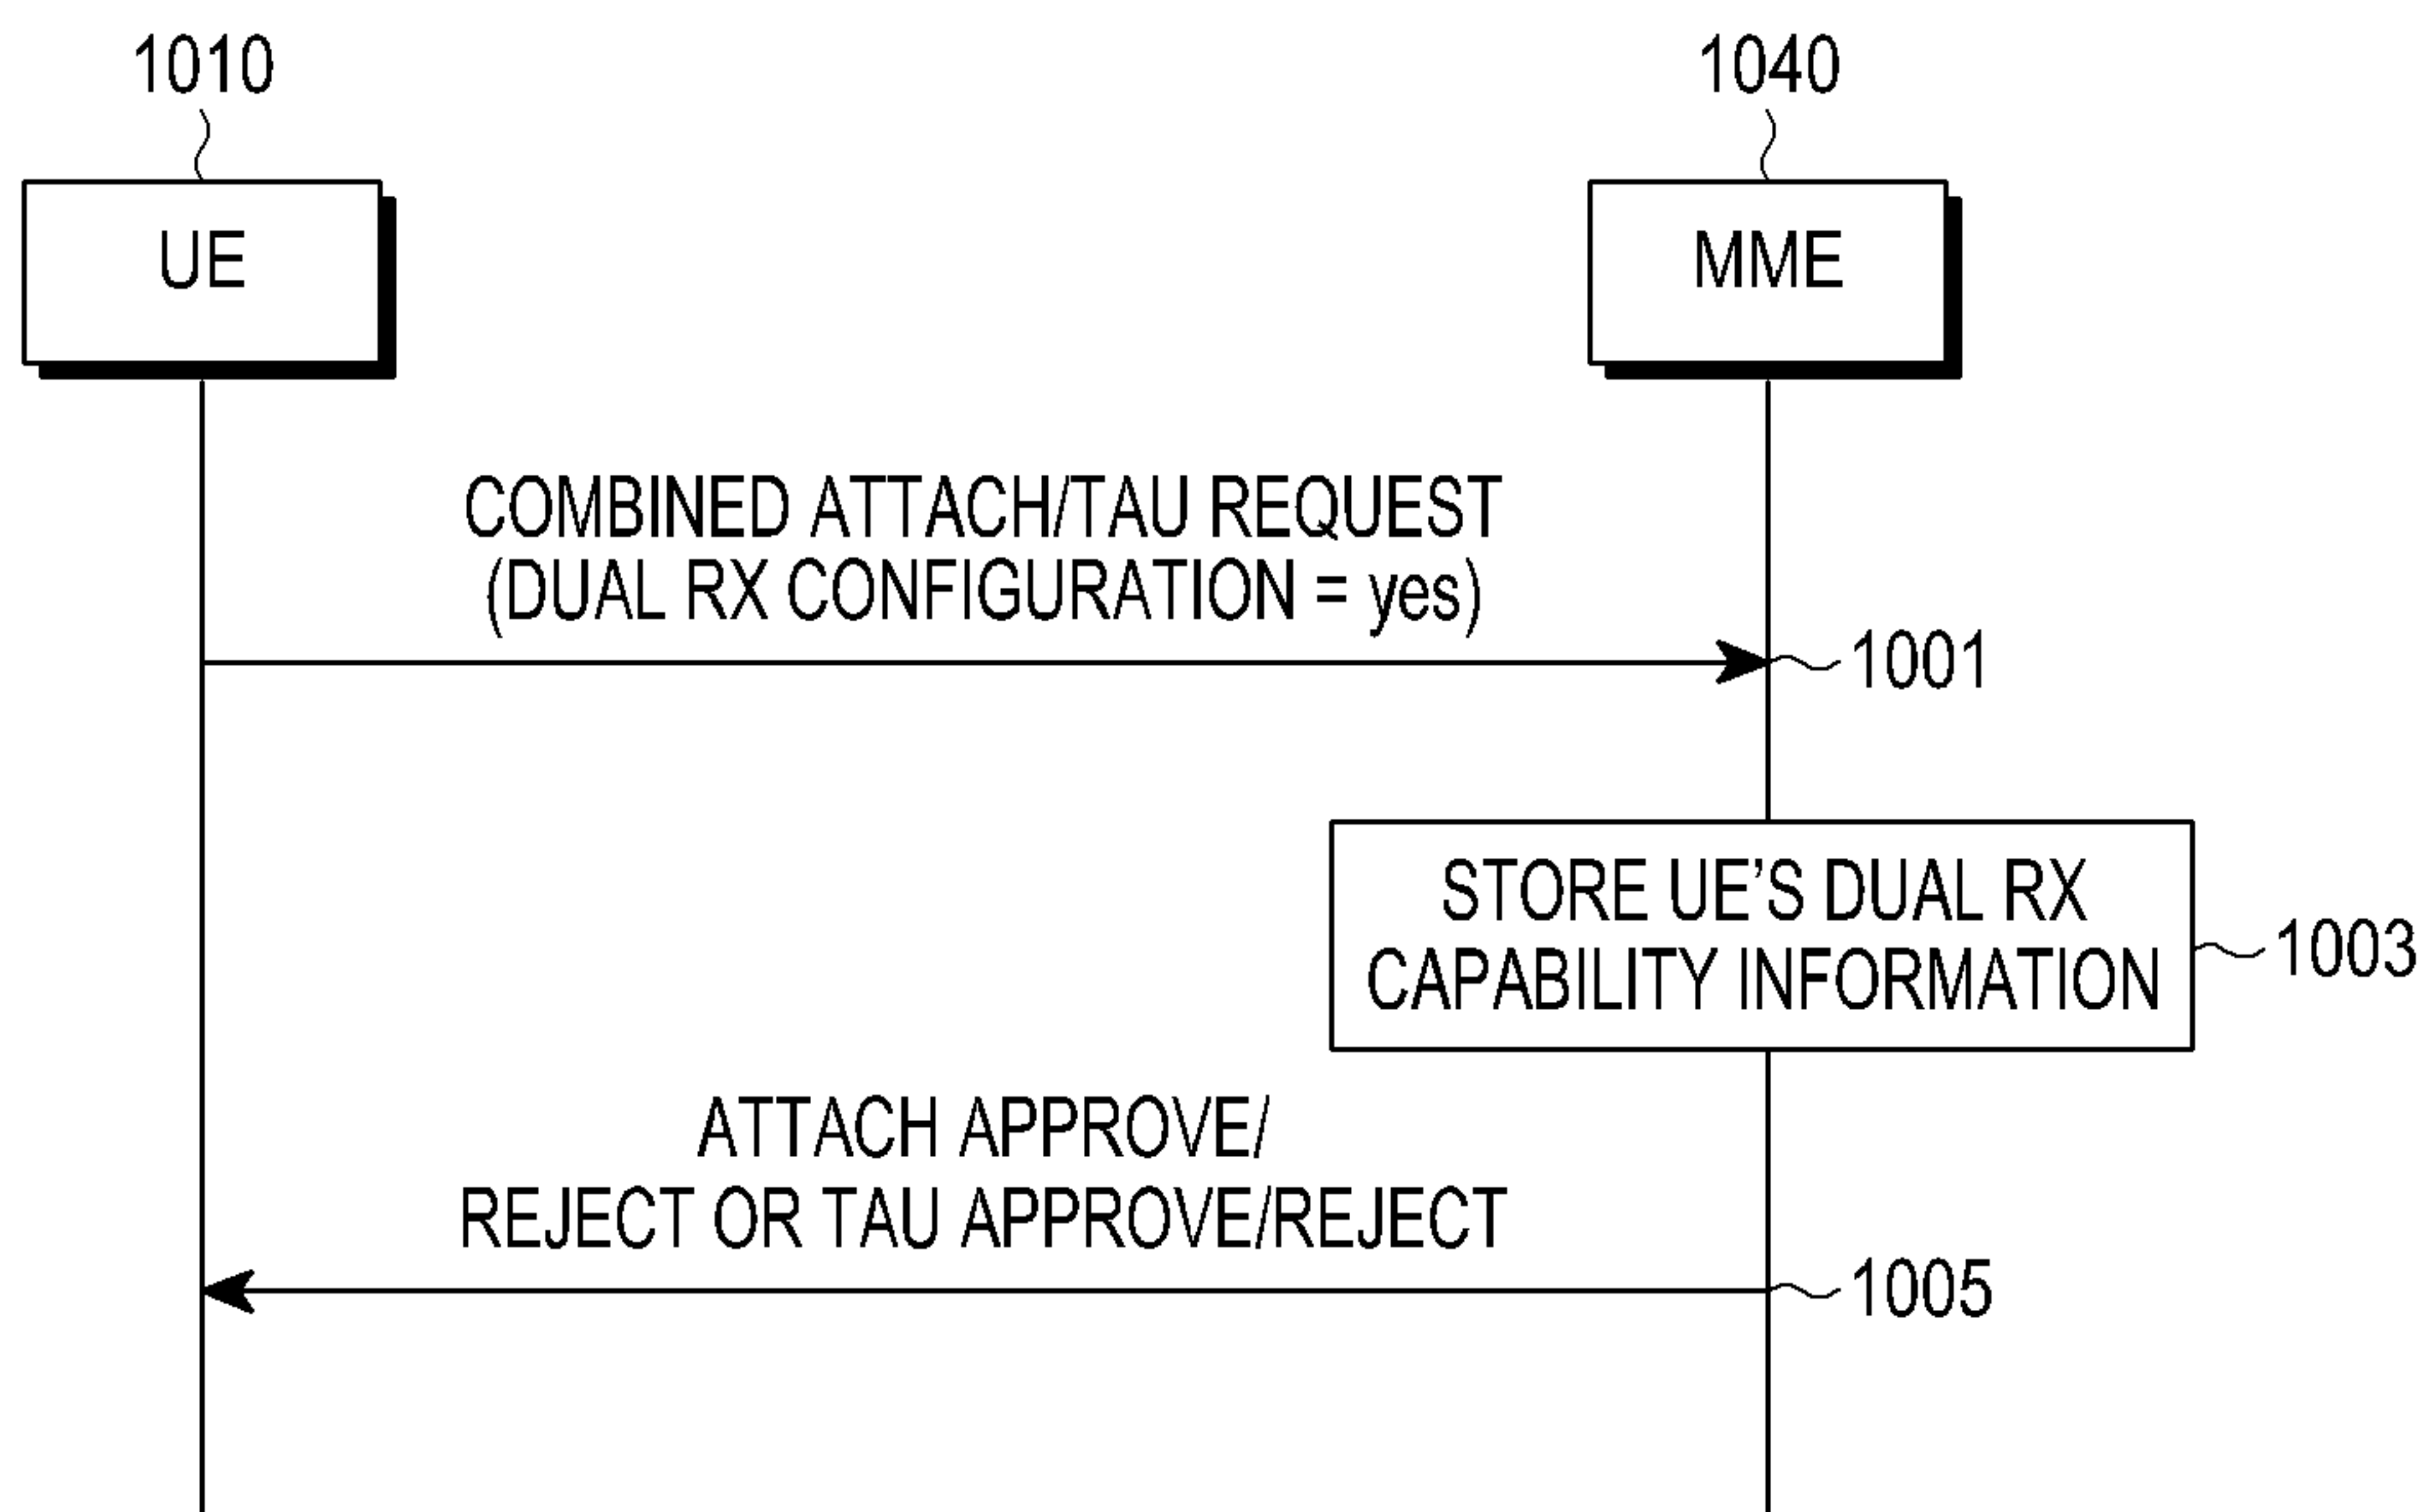 1010
1040
UE
MME
COMBINED ATTACH/TAU REQUEST
(DUAL RX CONFIGURATION = yes)
1001
STORE UE'S DUAL RX
CAPABILITY INFORMATION
1003
ATTACH APPROVE/
REJECT OR TAU APPROVE/REJECT
1005